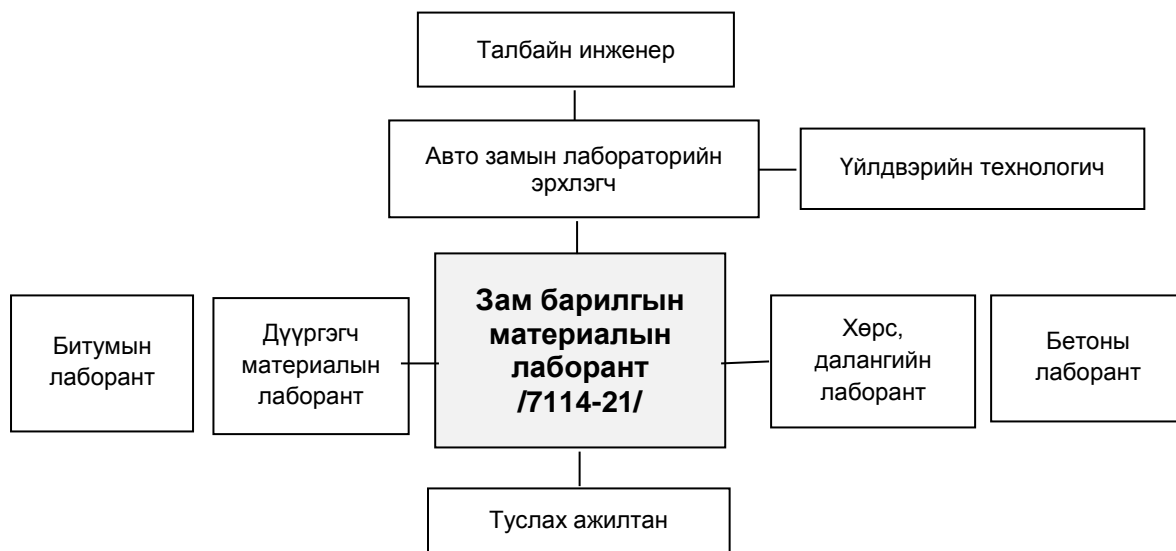 Талбайн инженер
Авто замын лабораторийн
эрхлэгч
Үйлдвэрийн технологич
Битумын
лаборант
Дүүргэгч
материалын
лаборант
Зам барилгын
материалын
лаборант
/7114-21/
Хөрс,
далангийн
лаборант
Бетоны
лаборант
Туслах ажилтан